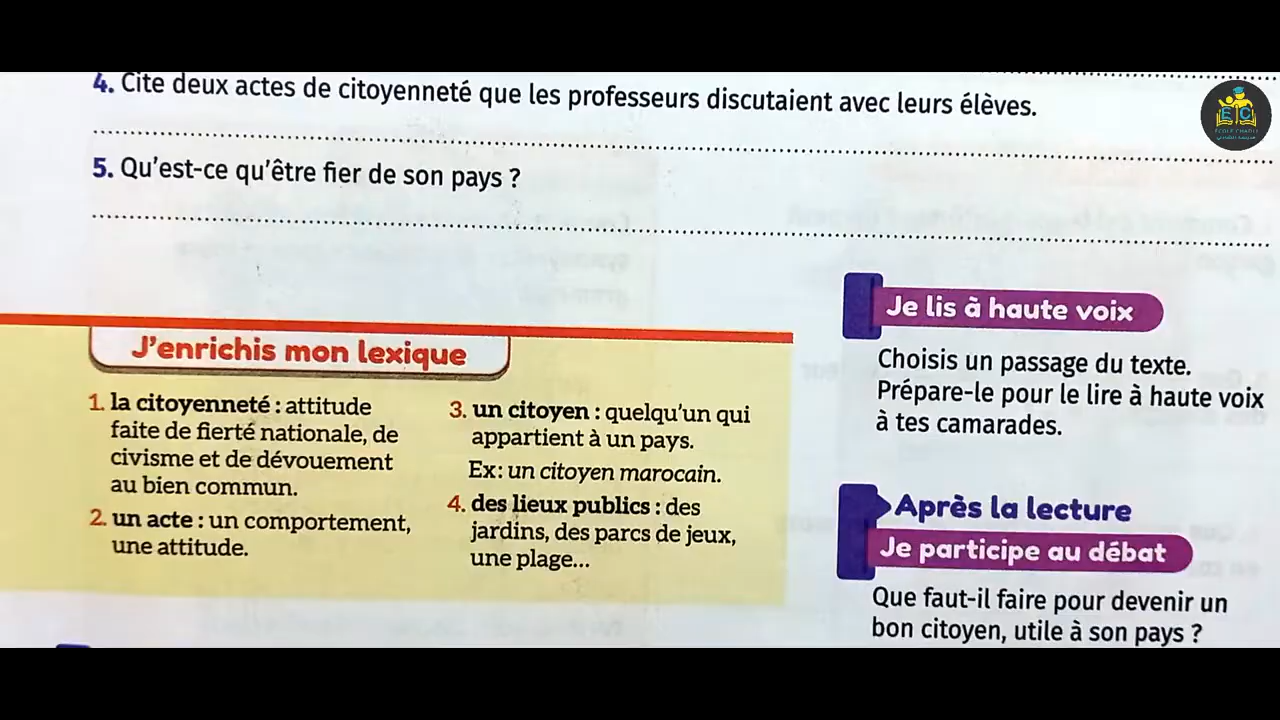 4. Cite deux actes de citoyenneté que les professeurs discutaient avec leurs élèves.
5. Qu'est-ce qu'être fier de son pays ?
J'enrichis mon lexique
1. la citoyenneté : attitude
faite de fierté nationale, de
civisme et de dévouement
au bien commun.
2. un acte : un comportement,
une attitude.
3. un citoyen : quelqu'un qui
appartient à un pays.
Ex: un citoyen marocain.
4. des lieux publics : des
jardins, des parcs de jeux,
une plage...
Je lis à haute voix
Choisis un passage du texte.
Prépare-le pour le lire à haute voix
à tes camarades.
Après la lecture
Je participe au débat
Que faut-il faire pour devenir un
bon citoyen, utile à son pays ?
E C